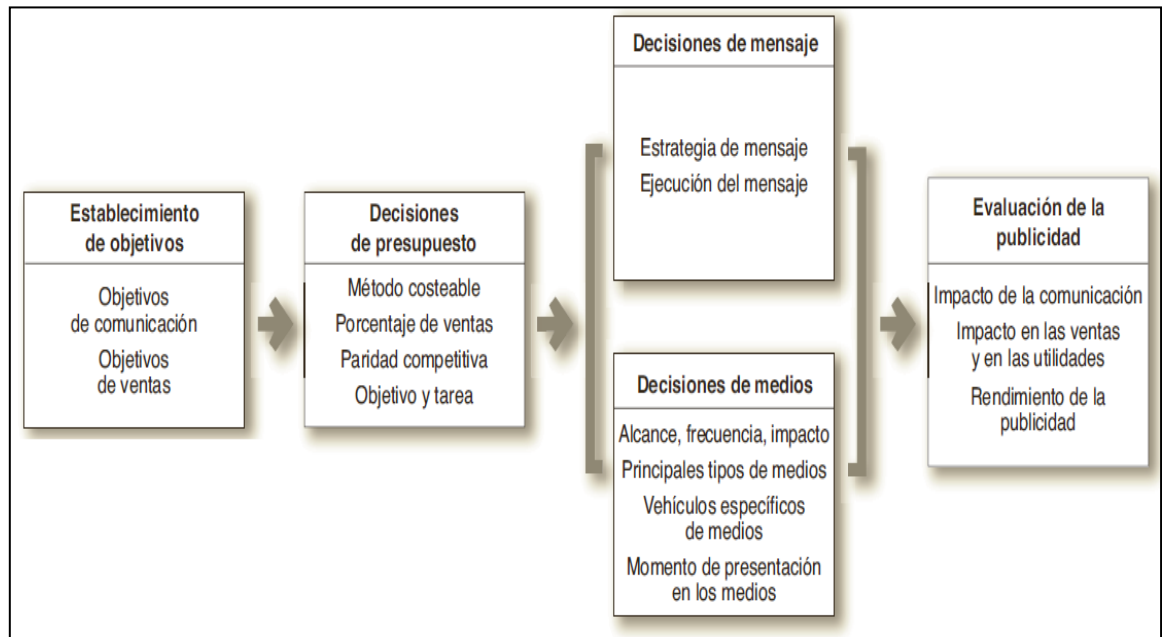 Establecimiento
de objetivos
Objetivos
de comunicación
Objetivos
de ventas
Decisiones
de presupuesto
Método costeable
Porcentaje de ventas
Paridad competitiva
Objetivo y tarea
Decisiones de mensaje
Estrategia de mensaje
Ejecución del mensaje
Decisiones de medios
Alcance, frecuencia, impacto
Principales tipos de medios
Vehículos específicos
de medios
Momento de presentación
en los medios
Evaluación de la
publicidad
Impacto de la comunicación
Impacto en las ventas
y en las utilidades
Rendimiento de la
publicidad